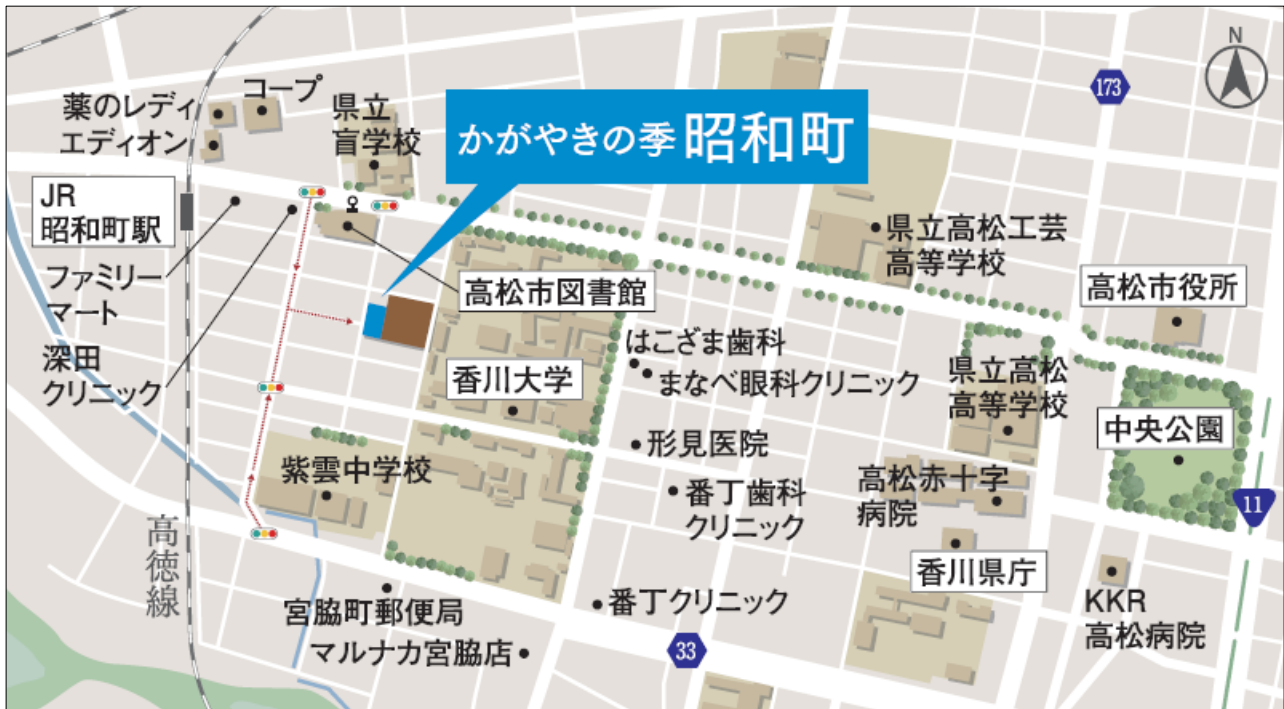 N
173
コープ
薬のレディ
エディオン
県立
盲学校
かがやきの季 昭和町
JR
昭和町駅
県立高松工芸
高等学校
ファミリー
マート
高松市図書館
高松市役所
深田
クリニック
はこざま歯科
まなべ眼科クリニック
香川大学
県立高松
高等学校
中央公園
形見医院
紫雲中学校
番丁歯科
クリニック
高松赤十字
病院
11
高徳線
香川県庁
宮脇町郵便局
番丁クリニック
KKR
高松病院
マルナカ宮脇店
33